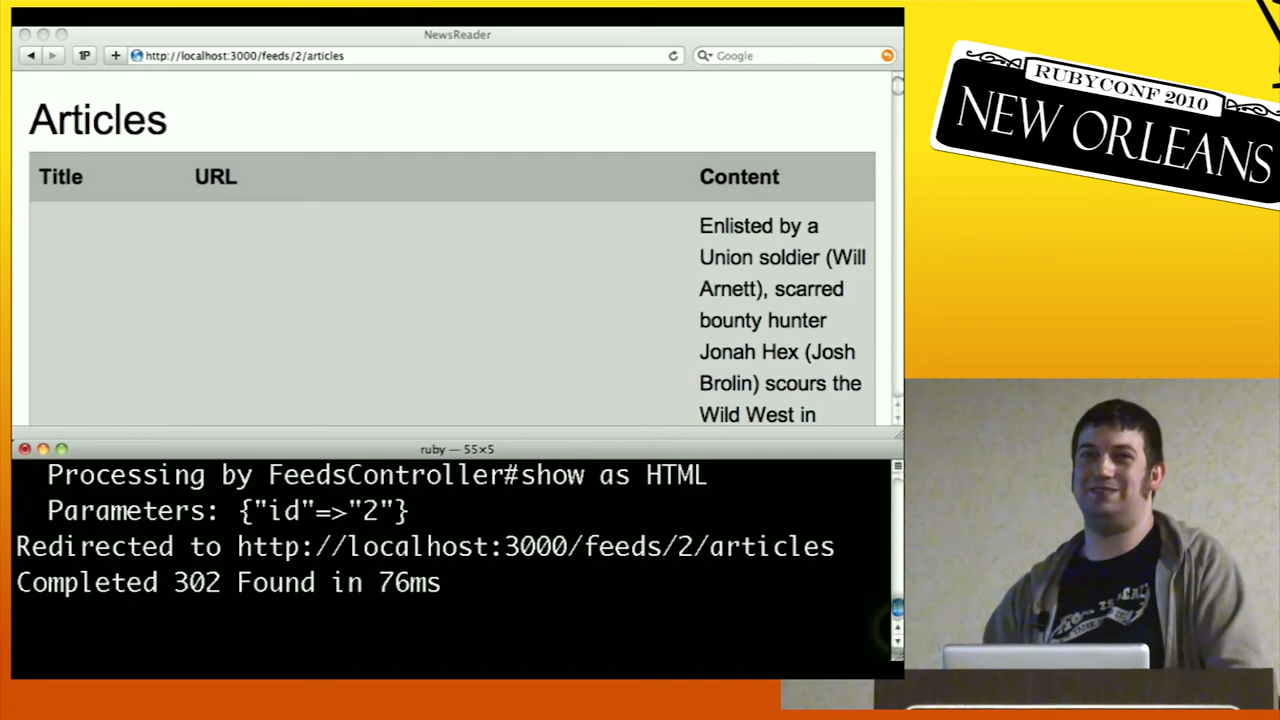 NewsReader
1P
http://localhost:3000/feeds/2/articles
Google
Articles
Title URL Content
Enlisted by a
Union soldier (Will
Arnett), scarred
bounty hunter
Jonah Hex (Josh
Brolin) scours the
Wild West in
ruby — 55×5
Processing by FeedsController#show as HTML
Parameters: {"id"=>"2"}
Redirected to http://localhost:3000/feeds/2/articles
Completed 302 Found in 76ms
RUBYCONF 2010
NEW ORLEANS